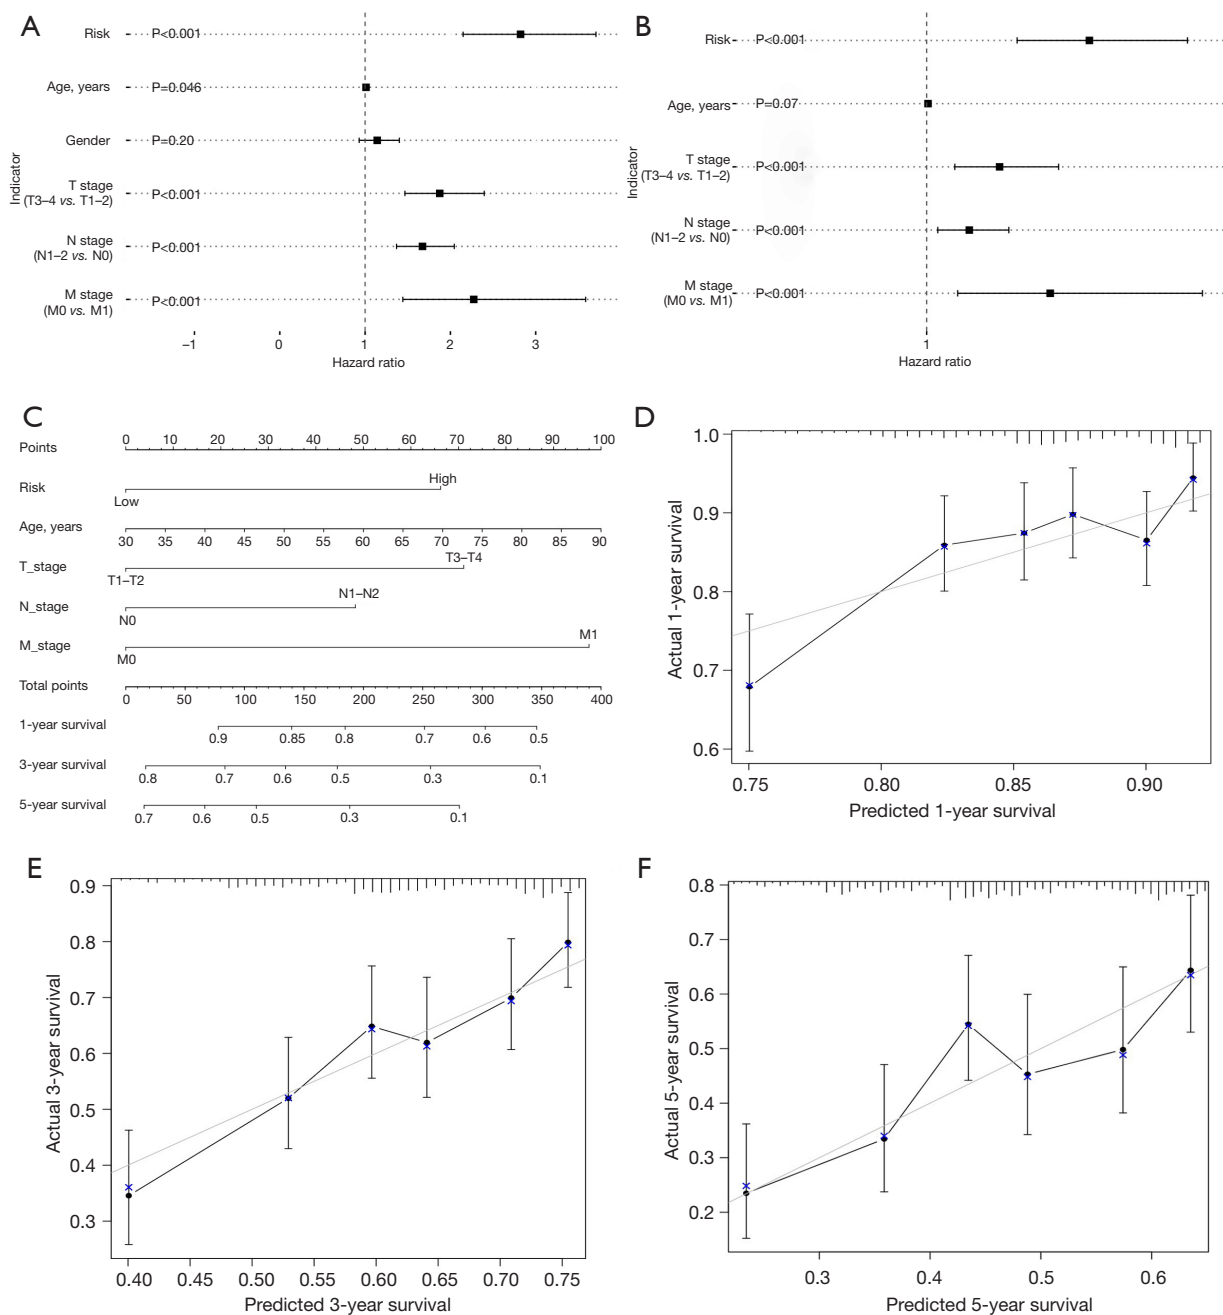 A
Risk
P<0.001
Age, years
P=0.046
Gender
P=0.20
T stage
(T3–4 vs. T1–2)
P<0.001
N stage
(N1–2 vs. N0)
P<0.001
M stage
(M0 vs. M1)
P<0.001
Indicator
–1 0 1 2 3
Hazard ratio
B
Risk
P<0.001
Age, years
P=0.07
T stage
(T3–4 vs. T1–2)
P<0.001
N stage
(N1–2 vs. N0)
P<0.001
M stage
(M0 vs. M1)
P<0.001
Indicator
1
Hazard ratio
C
Points
0 10 20 30 40 50 60 70 80 90 100
Risk
High
Low
Age, years
30 35 40 45 50 55 60 65 70 75 80 85 90
T_stage
T3–T4
T1–T2
N_stage
N1–N2
N0
M_stage
M1
M0
Total points
0 50 100 150 200 250 300 350 400
1-year survival
0.9 0.85 0.8 0.7 0.6 0.5
3-year survival
0.8 0.7 0.6 0.5 0.3 0.1
5-year survival
0.7 0.6 0.5 0.3 0.1
D
1.0
0.9
0.8
0.7
0.6
Actual 1-year survival
0.75 0.80 0.85 0.90
Predicted 1-year survival
E
0.9
0.8
0.7
0.6
0.5
0.4
0.3
Actual 3-year survival
0.40 0.45 0.50 0.55 0.60 0.65 0.70 0.75
Predicted 3-year survival
F
0.8
0.7
0.6
0.5
0.4
0.3
0.2
Actual 5-year survival
0.3 0.4 0.5 0.6
Predicted 5-year survival